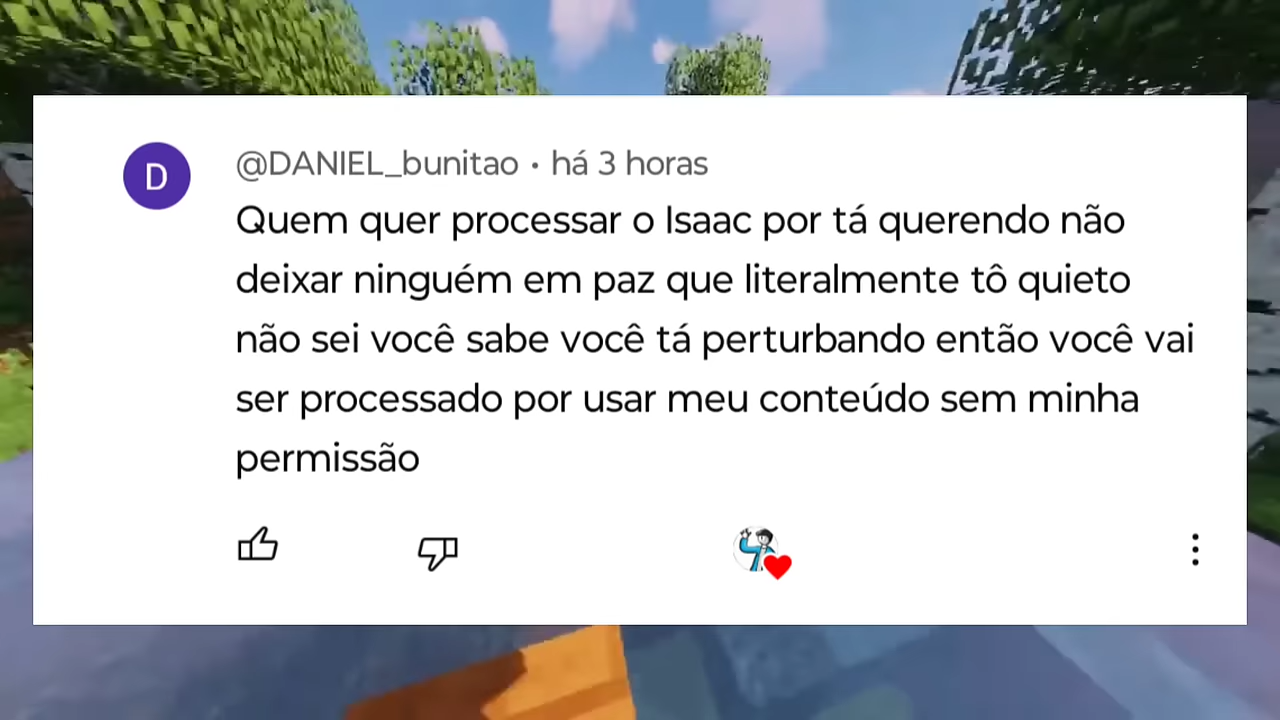 D
@DANIEL_bunitao • há 3 horas
Quem quer processar o Isaac por tá querendo não
deixar ninguém em paz que literalmente tô quieto
não sei você sabe você tá perturbando então você vai
ser processado por usar meu conteúdo sem minha
permissão